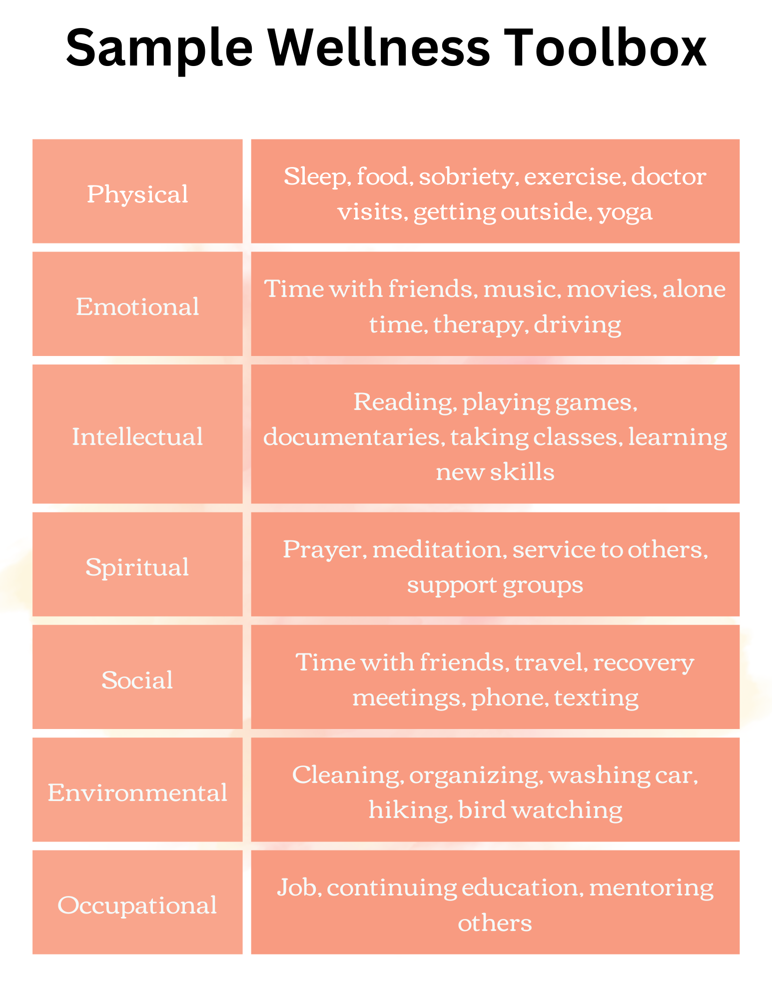 Sample Wellness Toolbox
Physical
Sleep, food, sobriety, exercise, doctor
visits, getting outside, yoga
Emotional
Time with friends, music, movies, alone
time, therapy, driving
Intellectual
Reading, playing games,
documentaries, taking classes, learning
new skills
Spiritual
Prayer, meditation, service to others,
support groups
Social
Time with friends, travel, recovery
meetings, phone, texting
Environmental
Cleaning, organizing, washing car,
hiking, bird watching
Occupational
Job, continuing education, mentoring
others